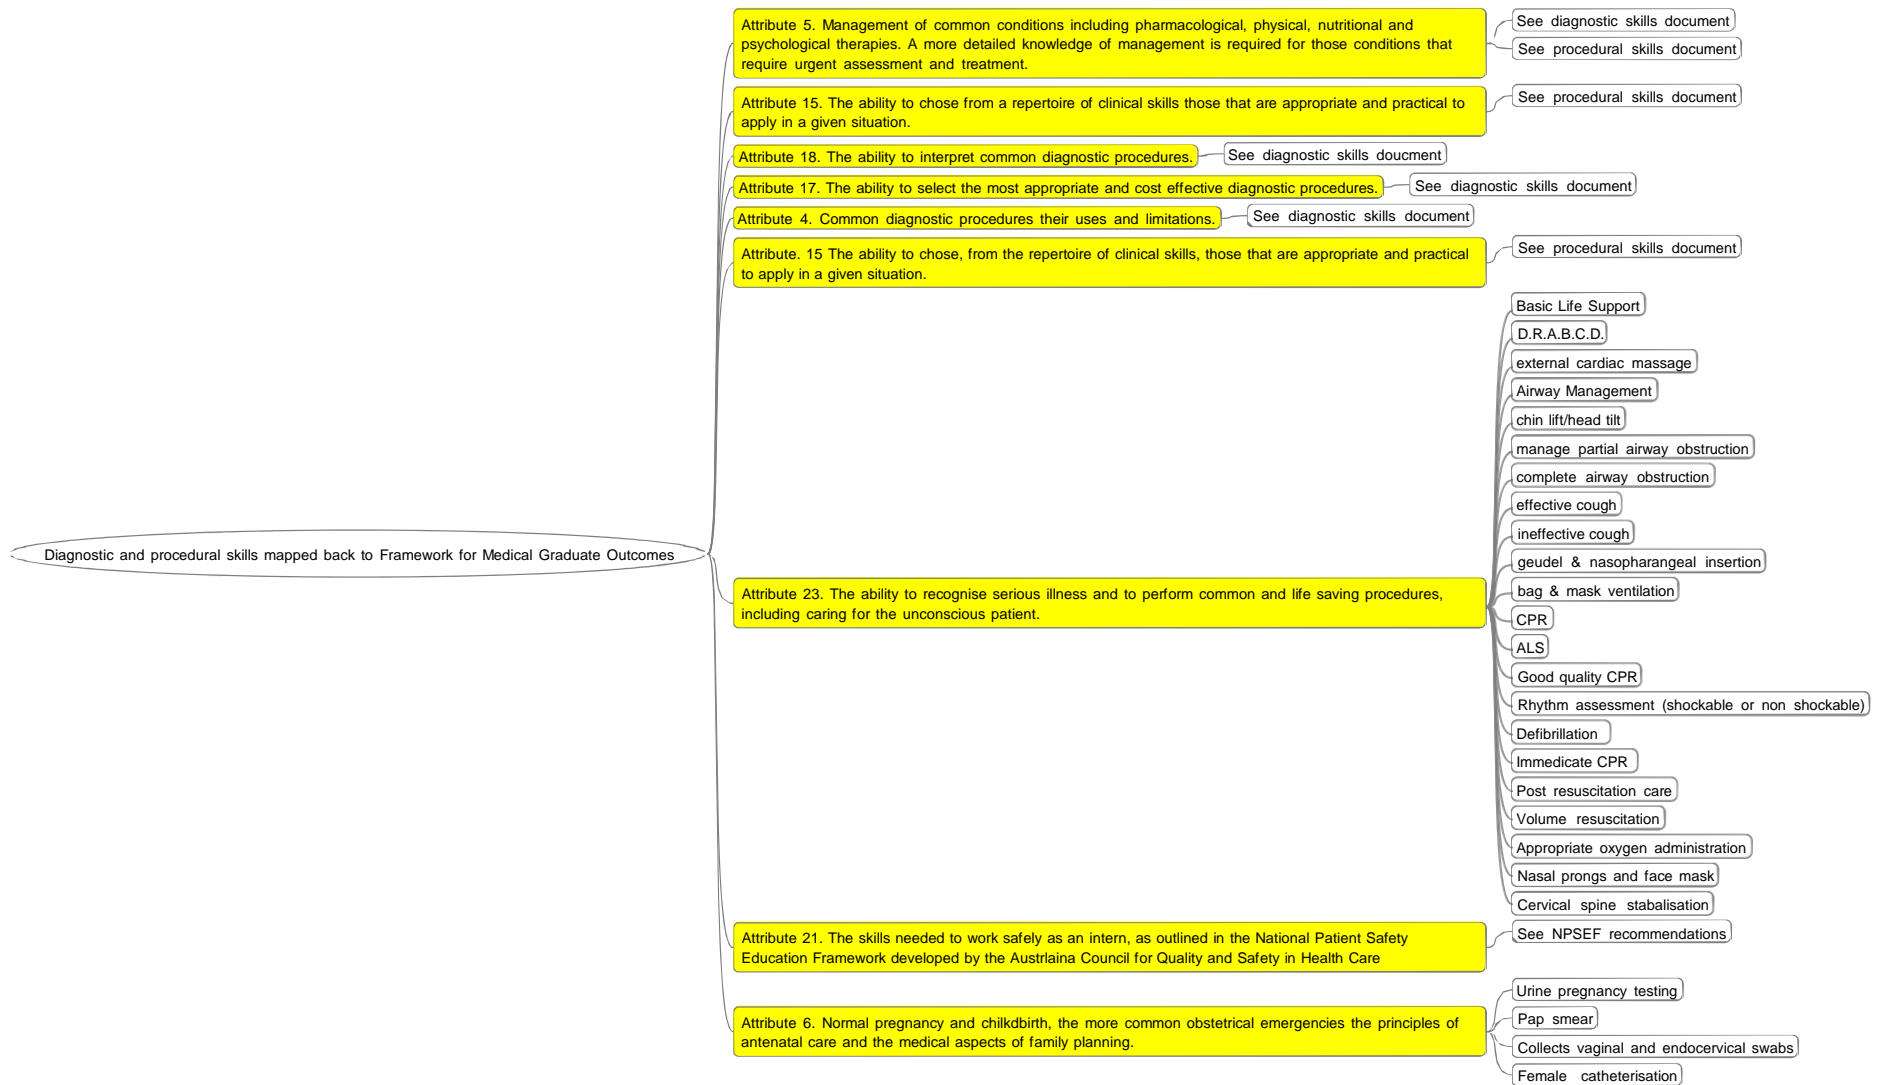 Diagnostic and procedural skills mapped back to Framework for Medical Graduate Outcomes
Attribute 5. Management of common conditions including pharmacological, physical, nutritional and
psychological therapies. A more detailed knowledge of management is required for those conditions that
require urgent assessment and treatment.
See diagnostic skills document
See procedural skills document
Attribute 15. The ability to chose from a repertoire of clinical skills those that are appropriate and practical to
apply in a given situation.
See procedural skills document
Attribute 18. The ability to interpret common diagnostic procedures.
See diagnostic skills doucment
Attribute 17. The ability to select the most appropriate and cost effective diagnostic procedures.
See diagnostic skills document
Attribute 4. Common diagnostic procedures their uses and limitations.
See diagnostic skills document
Attribute. 15 The ability to chose, from the repertoire of clinical skills, those that are appropriate and practical
to apply in a given situation.
See procedural skills document
Attribute 23. The ability to recognise serious illness and to perform common and life saving procedures,
including caring for the unconscious patient.
Basic Life Support
D.R.A.B.C.D.
external cardiac massage
Airway Management
chin lift/head tilt
manage partial airway obstruction
complete airway obstruction
effective cough
ineffective cough
geudel & nasopharangeal insertion
bag & mask ventilation
CPR
ALS
Good quality CPR
Rhythm assessment (shockable or non shockable)
Defibrillation
Immedicate CPR
Post resuscitation care
Volume resuscitation
Appropriate oxygen administration
Nasal prongs and face mask
Cervical spine stabalisation
Attribute 21. The skills needed to work safely as an intern, as outlined in the National Patient Safety
Education Framework developed by the Austrlaina Council for Quality and Safety in Health Care
See NPSEF recommendations
Attribute 6. Normal pregnancy and chilkdbirth, the more common obstetrical emergencies the principles of
antenatal care and the medical aspects of family planning.
Urine pregnancy testing
Pap smear
Collects vaginal and endocervical swabs
Female catheterisation